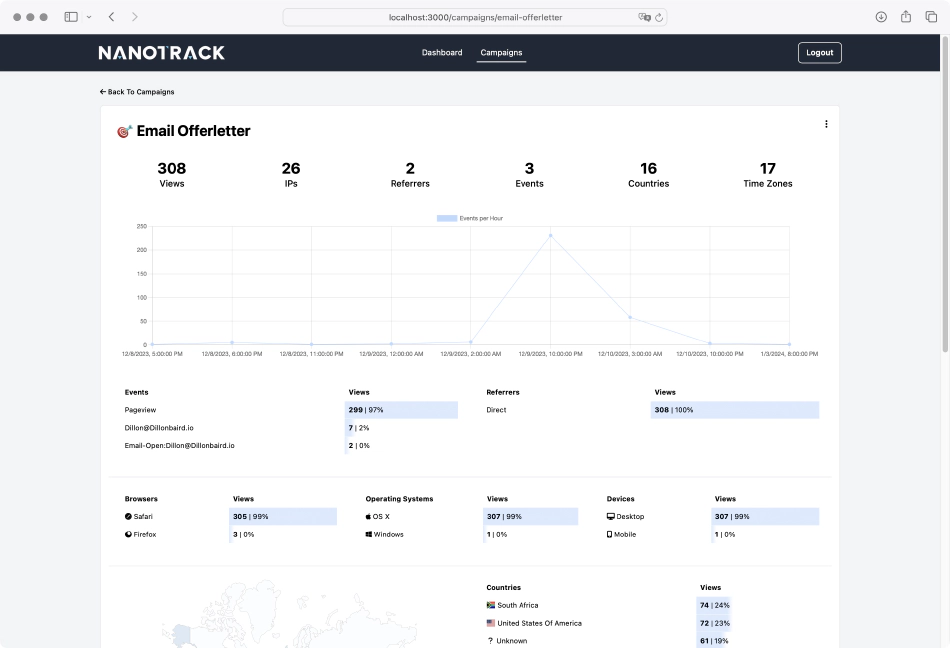 localhost:3000/campaigns/email-offerletter
NANOTRACK
Dashboard Campaigns Logout
← Back To Campaigns
🎯 Email Offerletter
308 26 2 3 16 17
Views IPs Referrers Events Countries Time Zones
Events per Hour
250
200
150
100
50
0
12/8/2023, 5:00:00 PM 12/8/2023, 6:00:00 PM 12/8/2023, 11:00:00 PM 12/9/2023, 12:00:00 AM 12/9/2023, 2:00:00 AM 12/9/2023, 10:00:00 PM 12/10/2023, 3:00:00 AM 12/10/2023, 10:00:00 PM 1/3/2024, 6:00:00 PM
Events Views Referrers Views
Pageview 299 | 97% Direct 308 | 100%
Dillon@Dillonbaird.io 7 | 2%
Email-Open:Dillon@Dillonbaird.io 2 | 0%
Browsers Views Operating Systems Views Devices Views
Safari 305 | 99% OS X 307 | 99% Desktop 307 | 99%
Firefox 3 | 0% Windows 1 | 0% Mobile 1 | 0%
Countries Views
South Africa 74 | 24%
United States Of America 72 | 23%
? Unknown 61 | 19%